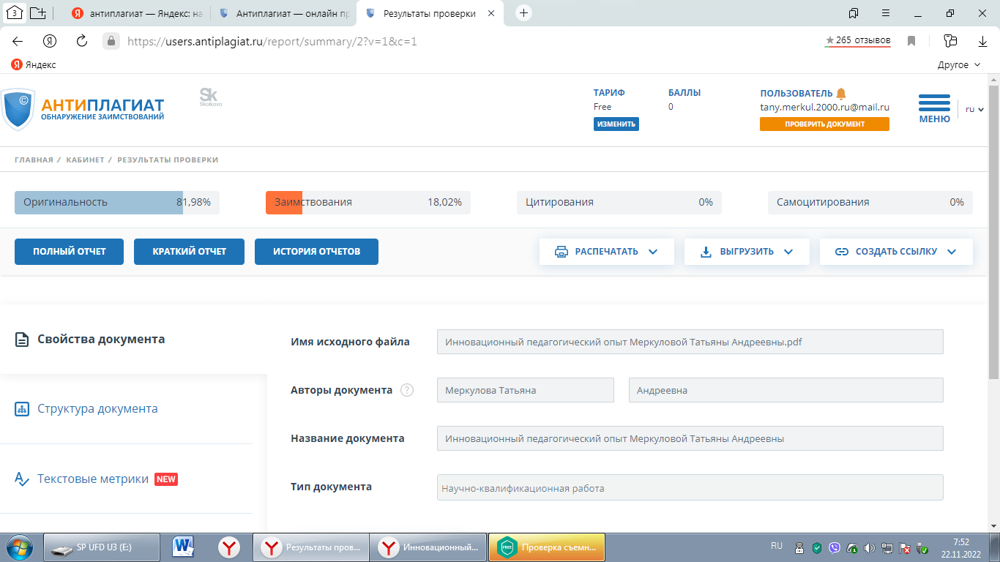 3
антиплагиат — Яндекс: на
Антиплагиат — онлайн пр
Результаты проверки
https://users.antiplagiat.ru/report/summary/2?v=1&c=1
★265 отзывов
Яндекс
Другое
АНТИПЛАГИАТ
ОБНАРУЖЕНИЕ ЗАИМСТВОВАНИЙ
Sk
Skolkovo
ТАРИФ
Free
ИЗМЕНИТЬ
БАЛЛЫ
0
ПОЛЬЗОВАТЕЛЬ
tany.merkul.2000.ru@mail.ru
ПРОВЕРИТЬ ДОКУМЕНТ
МЕНЮ
ru
ГЛАВНАЯ / КАБИНЕТ / РЕЗУЛЬТАТЫ ПРОВЕРКИ
Оригинальность 81,98%
Заимствования 18,02%
Цитирования 0%
Самоцитирования 0%
ПОЛНЫЙ ОТЧЕТ
КРАТКИЙ ОТЧЕТ
ИСТОРИЯ ОТЧЕТОВ
РАСПЕЧАТАТЬ
ВЫГРУЗИТЬ
СОЗДАТЬ ССЫЛКУ
Свойства документа
Структура документа
Текстовые метрики NEW
Имя исходного файла
Инновационный педагогический опыт Меркуловой Татьяны Андреевны.pdf
Авторы документа ?
Меркулова Татьяна
Андреевна
Название документа
Инновационный педагогический опыт Меркуловой Татьяны Андреевны
Тип документа
Научно-квалификационная работа
SP UFD U3 (E:)
Результаты пров...
Инновационный...
FREE
Проверка съемн...
RU
7:52
22.11.2022